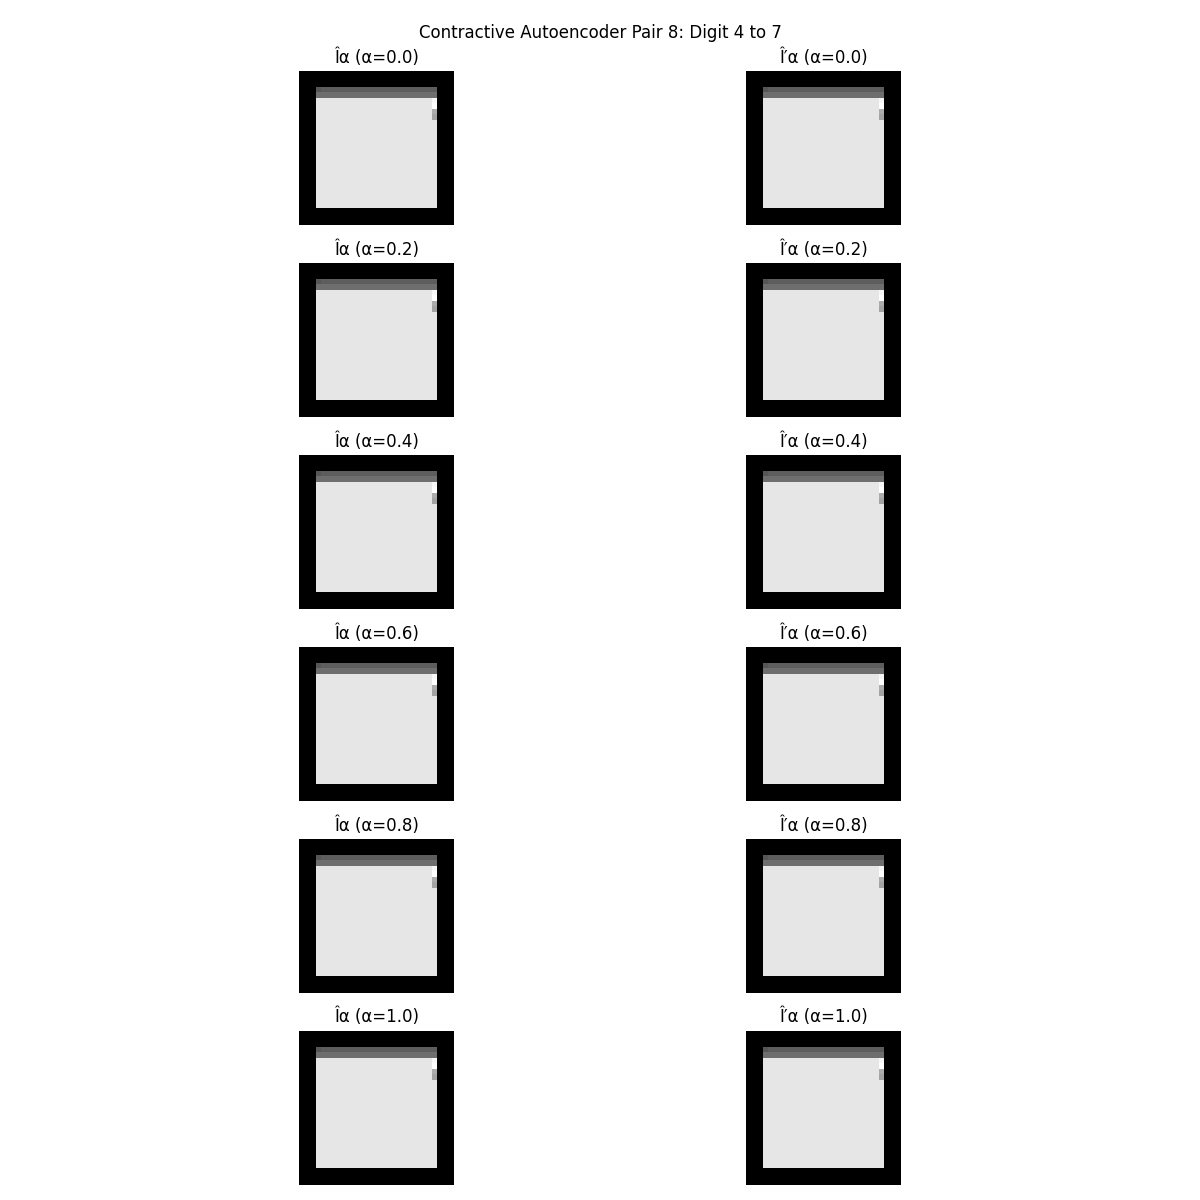 Contractive Autoencoder Pair 8: Digit 4 to 7
Îα (α=0.0)
Î′α (α=0.0)
Îα (α=0.2)
Î′α (α=0.2)
Îα (α=0.4)
Î′α (α=0.4)
Îα (α=0.6)
Î′α (α=0.6)
Îα (α=0.8)
Î′α (α=0.8)
Îα (α=1.0)
Î′α (α=1.0)